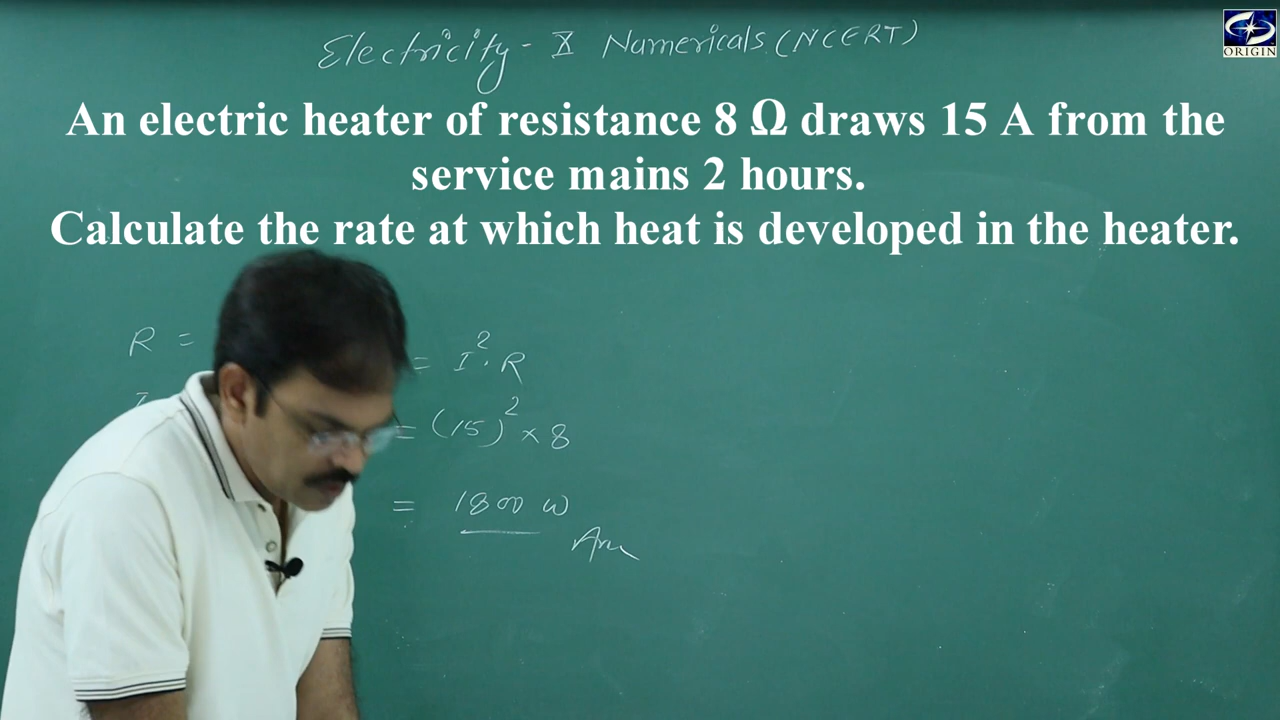 Electricity - X Numericals (NCERT)
ORIGIN
An electric heater of resistance 8 Ω draws 15 A from the
service mains 2 hours.
Calculate the rate at which heat is developed in the heater.
R =
= I². R
I
= (15)² × 8
= 1800 W